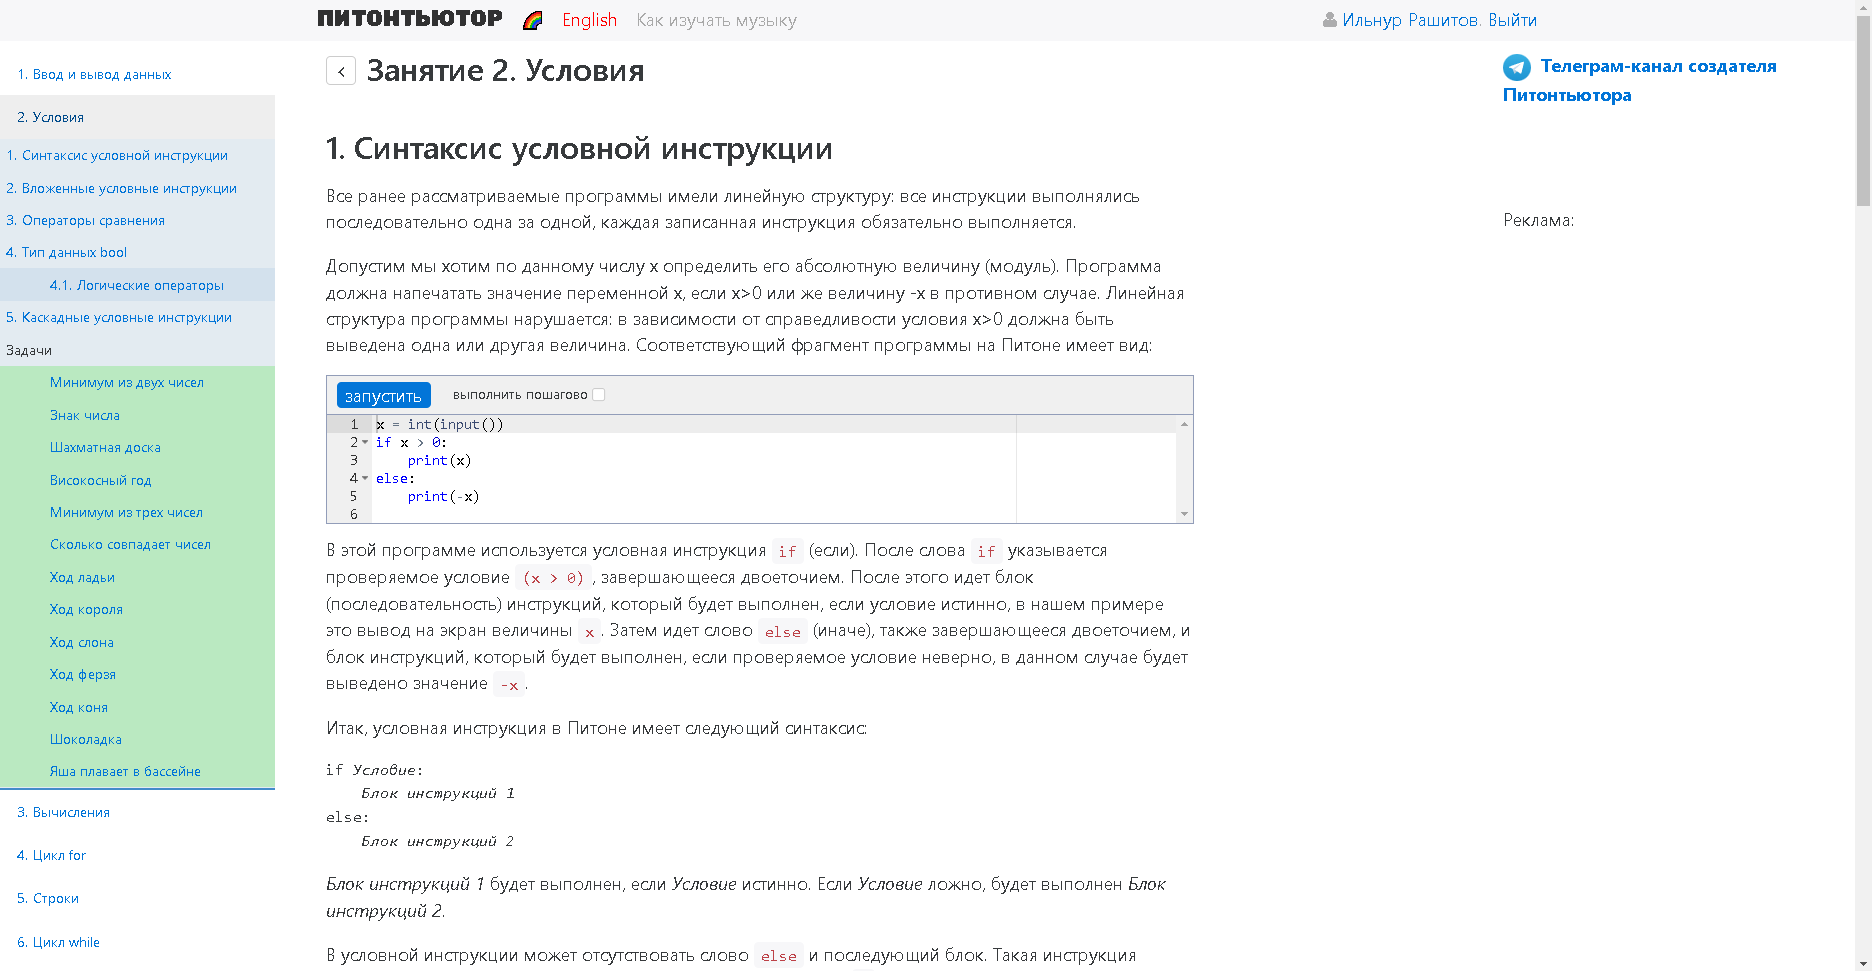 ПИТОНТЬЮТОР English Как изучать музыку Ильнур Рашитов. Выйти
1. Ввод и вывод данных
2. Условия
1. Синтаксис условной инструкции
2. Вложенные условные инструкции
3. Операторы сравнения
4. Тип данных bool
4.1. Логические операторы
5. Каскадные условные инструкции
Задачи
Минимум из двух чисел
Знак числа
Шахматная доска
Високосный год
Минимум из трех чисел
Сколько совпадает чисел
Ход ладьи
Ход короля
Ход слона
Ход ферзя
Ход коня
Шоколадка
Яша плавает в бассейне
3. Вычисления
4. Цикл for
5. Строки
6. Цикл while
Занятие 2. Условия
1. Синтаксис условной инструкции
Все ранее рассматриваемые программы имели линейную структуру: все инструкции выполнялись
последовательно одна за одной, каждая записанная инструкция обязательно выполняется.
Допустим мы хотим по данному числу x определить его абсолютную величину (модуль). Программа
должна напечатать значение переменной x, если x>0 или же величину -x в противном случае. Линейная
структура программы нарушается: в зависимости от справедливости условия x>0 должна быть
выведена одна или другая величина. Соответствующий фрагмент программы на Питоне имеет вид:
запустить выполнить пошагово
1 x = int(input())
2 if x > 0:
3     print(x)
4 else:
5     print(-x)
6
В этой программе используется условная инструкция if (если). После слова if указывается
проверяемое условие (x > 0) , завершающееся двоеточием. После этого идет блок
(последовательность) инструкций, который будет выполнен, если условие истинно, в нашем примере
это вывод на экран величины x . Затем идет слово else (иначе), также завершающееся двоеточием, и
блок инструкций, который будет выполнен, если проверяемое условие неверно, в данном случае будет
выведено значение -x .
Итак, условная инструкция в Питоне имеет следующий синтаксис:
if Условие:
    Блок инструкций 1
else:
    Блок инструкций 2
Блок инструкций 1 будет выполнен, если Условие истинно. Если Условие ложно, будет выполнен Блок
инструкций 2.
В условной инструкции может отсутствовать слово else и последующий блок. Такая инструкция
Телеграм-канал создателя
Питонтьютора
Реклама: